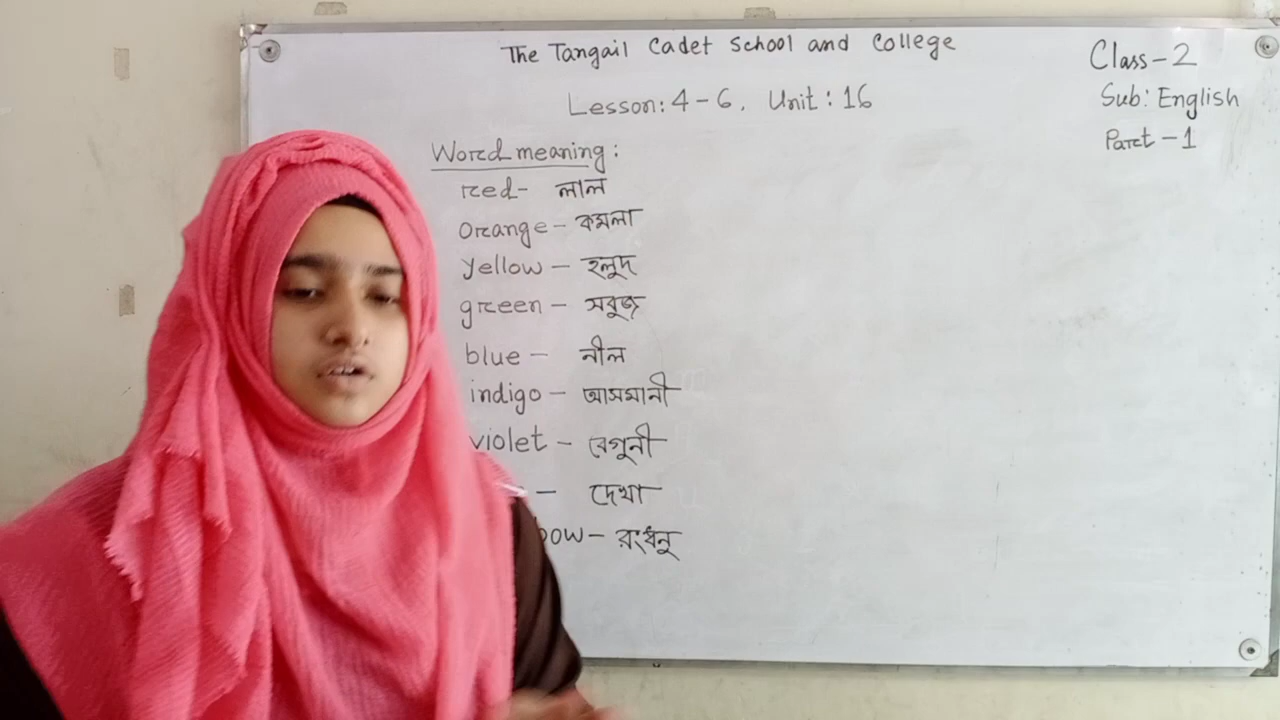 The Tangail Cadet School and College
Class-2
Lesson: 4-6, Unit: 16
Sub: English
Part-1
Word meaning:
red- লাল
orange - কমলা
yellow - হলুদ
green - সবুজ
blue - নীল
indigo - আসমানী
violet - বেগুনী
- দেখা
bow - রংধনু